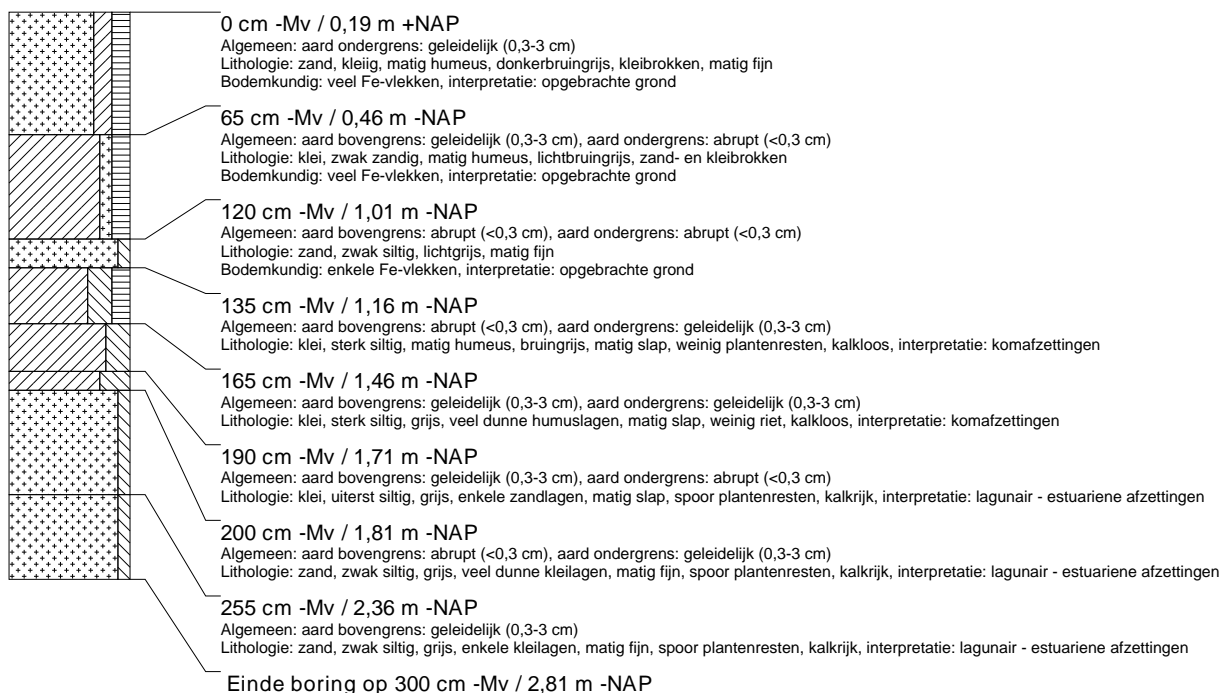 0 cm -Mv / 0,19 m +NAP
Algemeen: aard ondergrens: geleidelijk (0,3-3 cm)
Lithologie: zand, kleiig, matig humeus, donkerbruingrijs, kleibrokken, matig fijn
Bodemkundig: veel Fe-vlekken, interpretatie: opgebrachte grond
65 cm -Mv / 0,46 m -NAP
Algemeen: aard bovengrens: geleidelijk (0,3-3 cm), aard ondergrens: abrupt (<0,3 cm)
Lithologie: klei, zwak zandig, matig humeus, lichtbruingrijs, zand- en kleibrokken
Bodemkundig: veel Fe-vlekken, interpretatie: opgebrachte grond
120 cm -Mv / 1,01 m -NAP
Algemeen: aard bovengrens: abrupt (<0,3 cm), aard ondergrens: abrupt (<0,3 cm)
Lithologie: zand, zwak siltig, lichtgrijs, matig fijn
Bodemkundig: enkele Fe-vlekken, interpretatie: opgebrachte grond
135 cm -Mv / 1,16 m -NAP
Algemeen: aard bovengrens: abrupt (<0,3 cm), aard ondergrens: geleidelijk (0,3-3 cm)
Lithologie: klei, sterk siltig, matig humeus, bruingrijs, matig slap, weinig plantenresten, kalkloos, interpretatie: komafzettingen
165 cm -Mv / 1,46 m -NAP
Algemeen: aard bovengrens: geleidelijk (0,3-3 cm), aard ondergrens: geleidelijk (0,3-3 cm)
Lithologie: klei, sterk siltig, grijs, veel dunne humuslagen, matig slap, weinig riet, kalkloos, interpretatie: komafzettingen
190 cm -Mv / 1,71 m -NAP
Algemeen: aard bovengrens: geleidelijk (0,3-3 cm), aard ondergrens: abrupt (<0,3 cm)
Lithologie: klei, uiterst siltig, grijs, enkele zandlagen, matig slap, spoor plantenresten, kalkrijk, interpretatie: lagunair - estuariene afzettingen
200 cm -Mv / 1,81 m -NAP
Algemeen: aard bovengrens: abrupt (<0,3 cm), aard ondergrens: geleidelijk (0,3-3 cm)
Lithologie: zand, zwak siltig, grijs, veel dunne kleilagen, matig fijn, spoor plantenresten, kalkrijk, interpretatie: lagunair - estuariene afzettingen
255 cm -Mv / 2,36 m -NAP
Algemeen: aard bovengrens: geleidelijk (0,3-3 cm)
Lithologie: zand, zwak siltig, grijs, enkele kleilagen, matig fijn, spoor plantenresten, kalkrijk, interpretatie: lagunair - estuariene afzettingen
Einde boring op 300 cm -Mv / 2,81 m -NAP